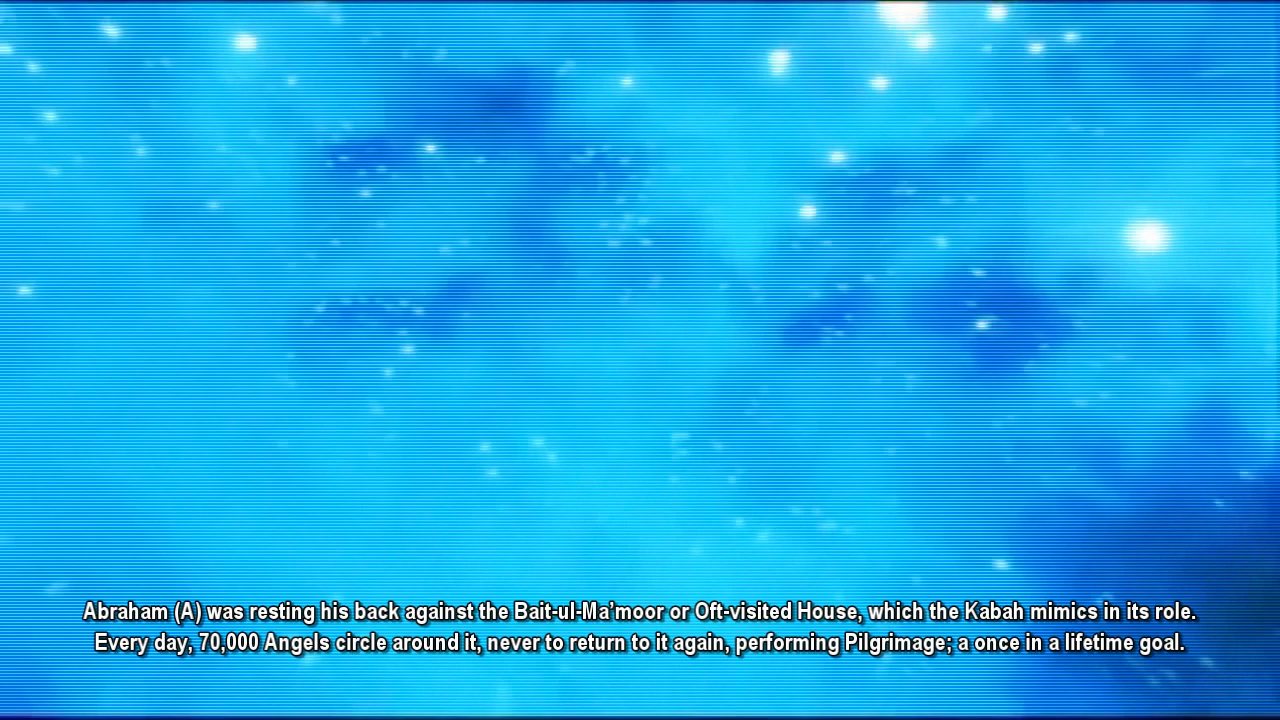 Abraham (A) was resting his back against the Bait-ul-Ma'moor or Oft-visited House, which the Kabah mimics in its role.
Every day, 70,000 Angels circle around it, never to return to it again, performing Pilgrimage; a once in a lifetime goal.